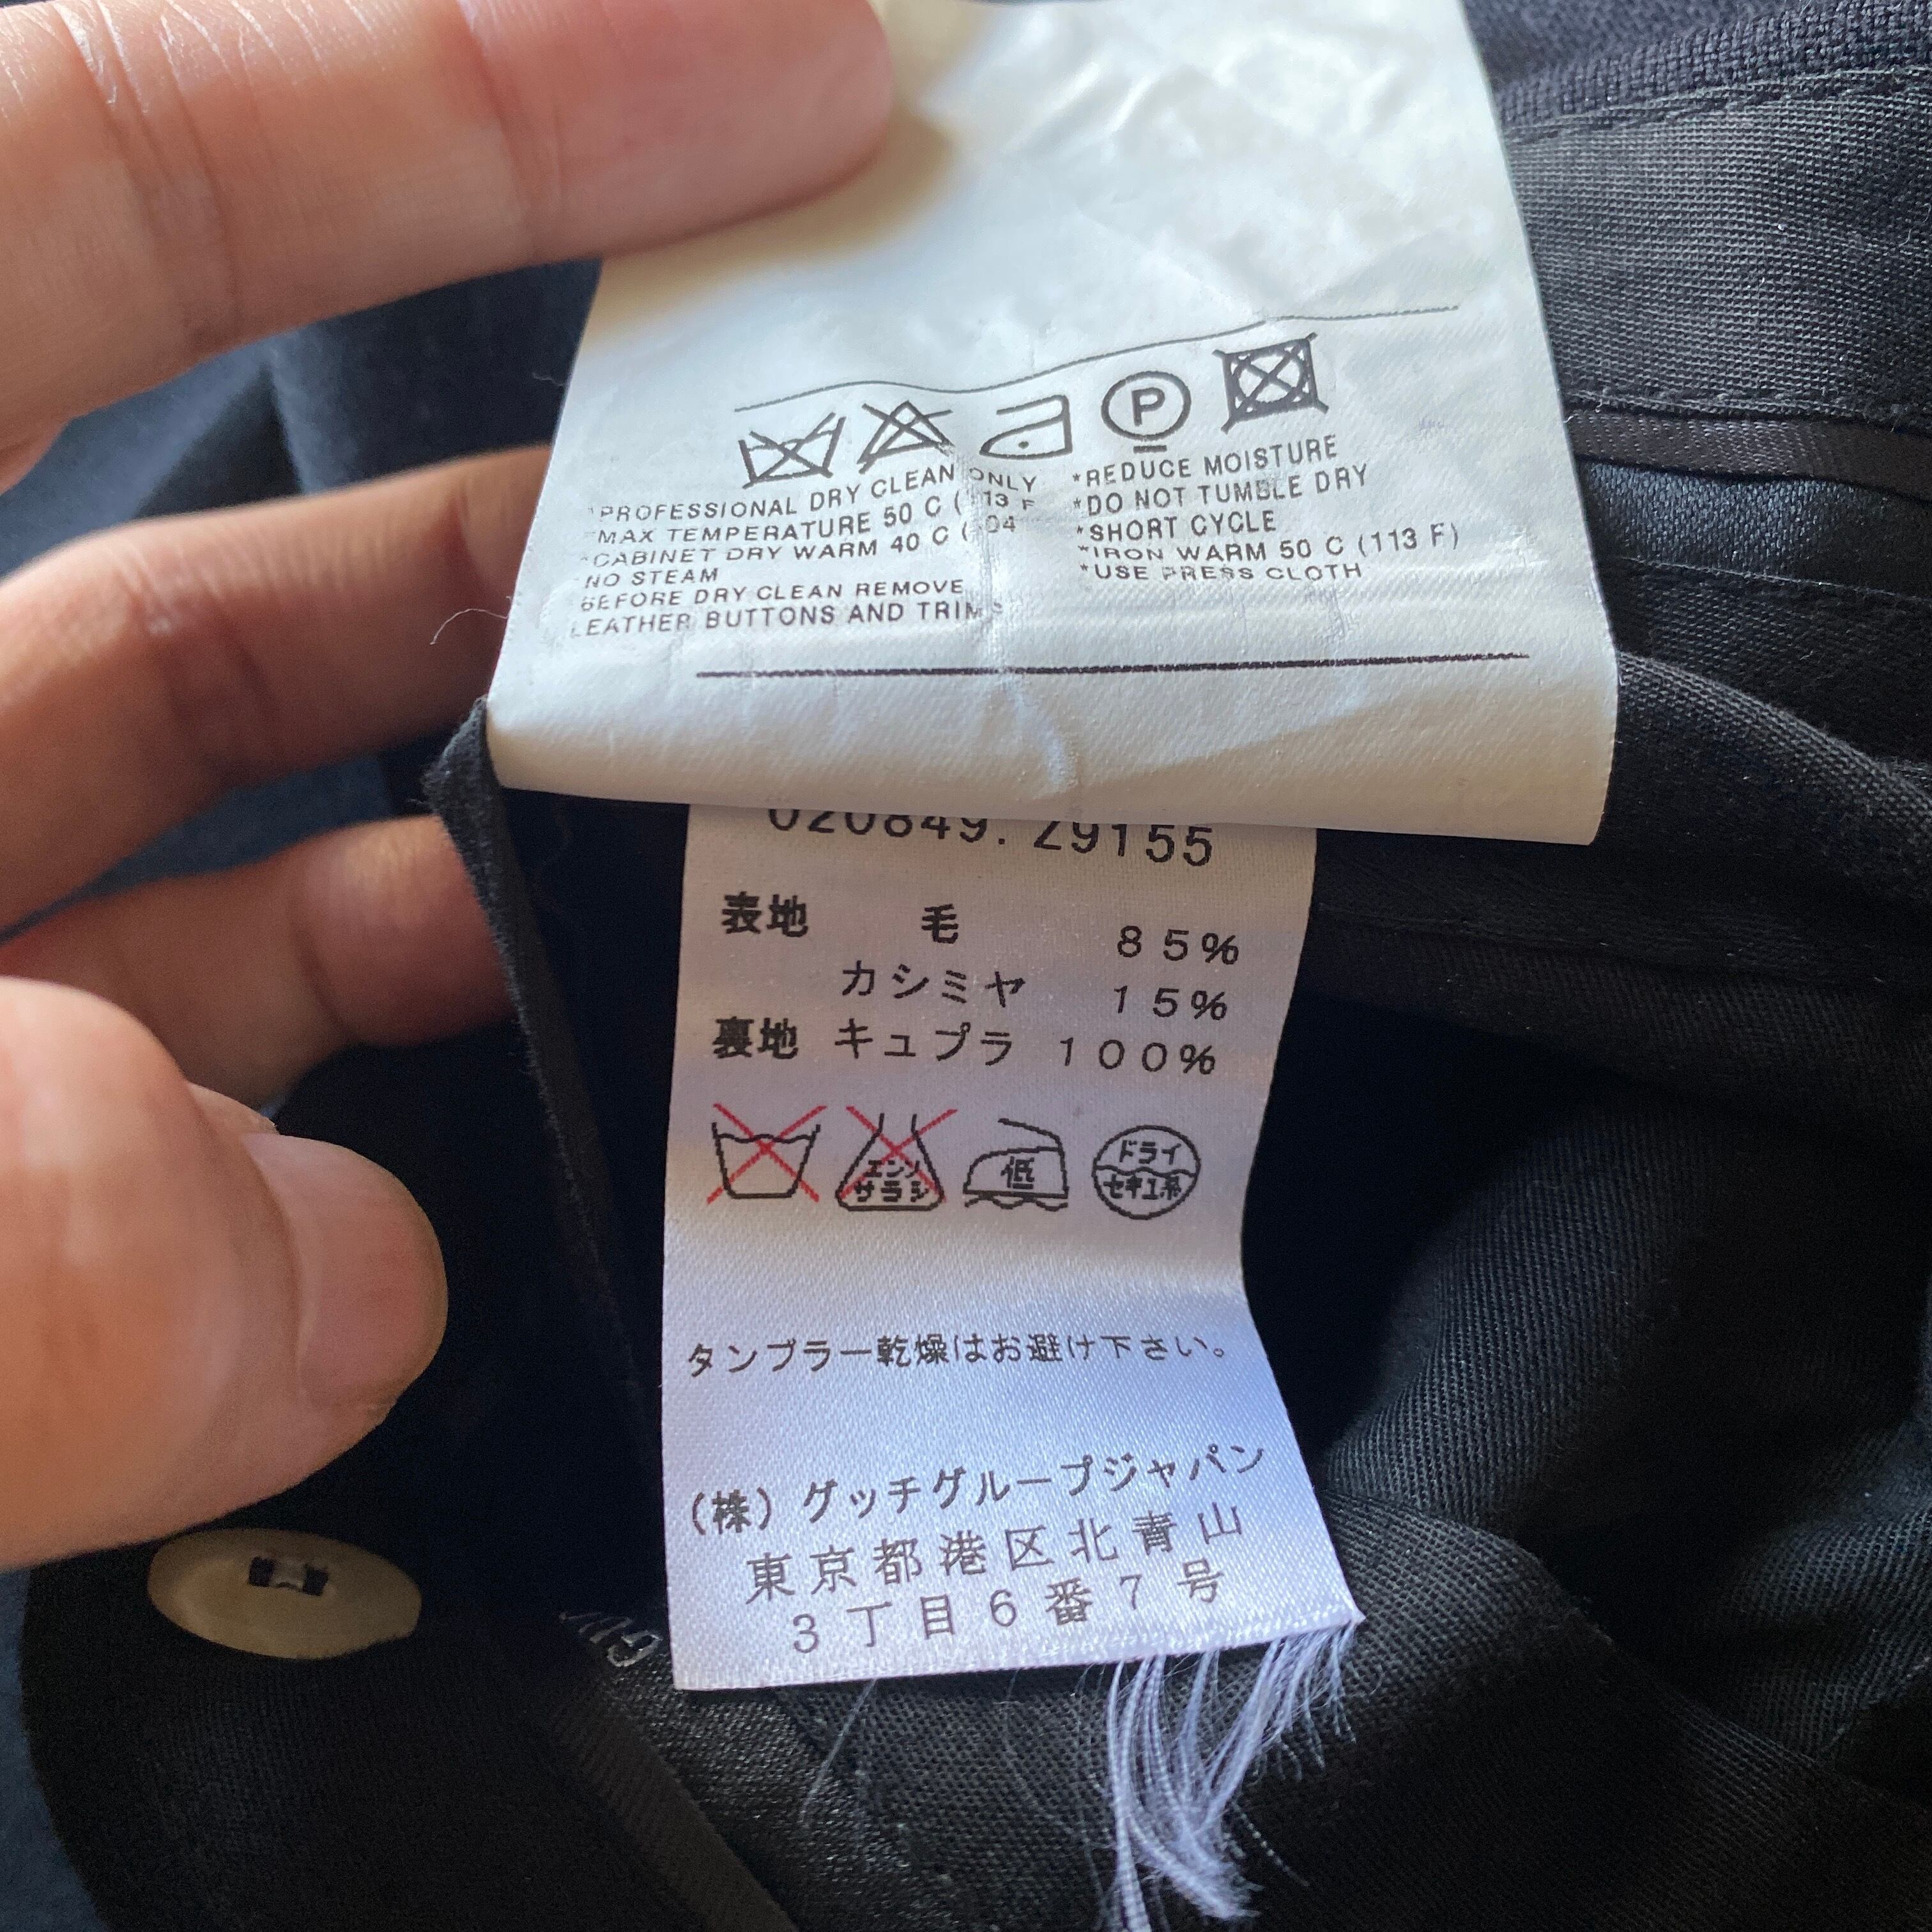 P
*PROFESSIONAL DRY CLEAN ONLY
*MAX TEMPERATURE 50 C (113 F
*CABINET DRY WARM 40 C (104
*NO STEAM
BEFORE DRY CLEAN REMOVE
LEATHER BUTTONS AND TRIMS
*REDUCE MOISTURE
*DO NOT TUMBLE DRY
*SHORT CYCLE
*IRON WARM 50 C (113 F)
*USE PRESS CLOTH
020849. Z9155
表地 毛 85%
カシミヤ 15%
裏地 キュプラ 100%
エンソ
サラシ
低
ドライ
セキユ系
タンブラー乾燥はお避け下さい。
(株)グッチグループジャパン
東京都港区北青山
3丁目6番7号